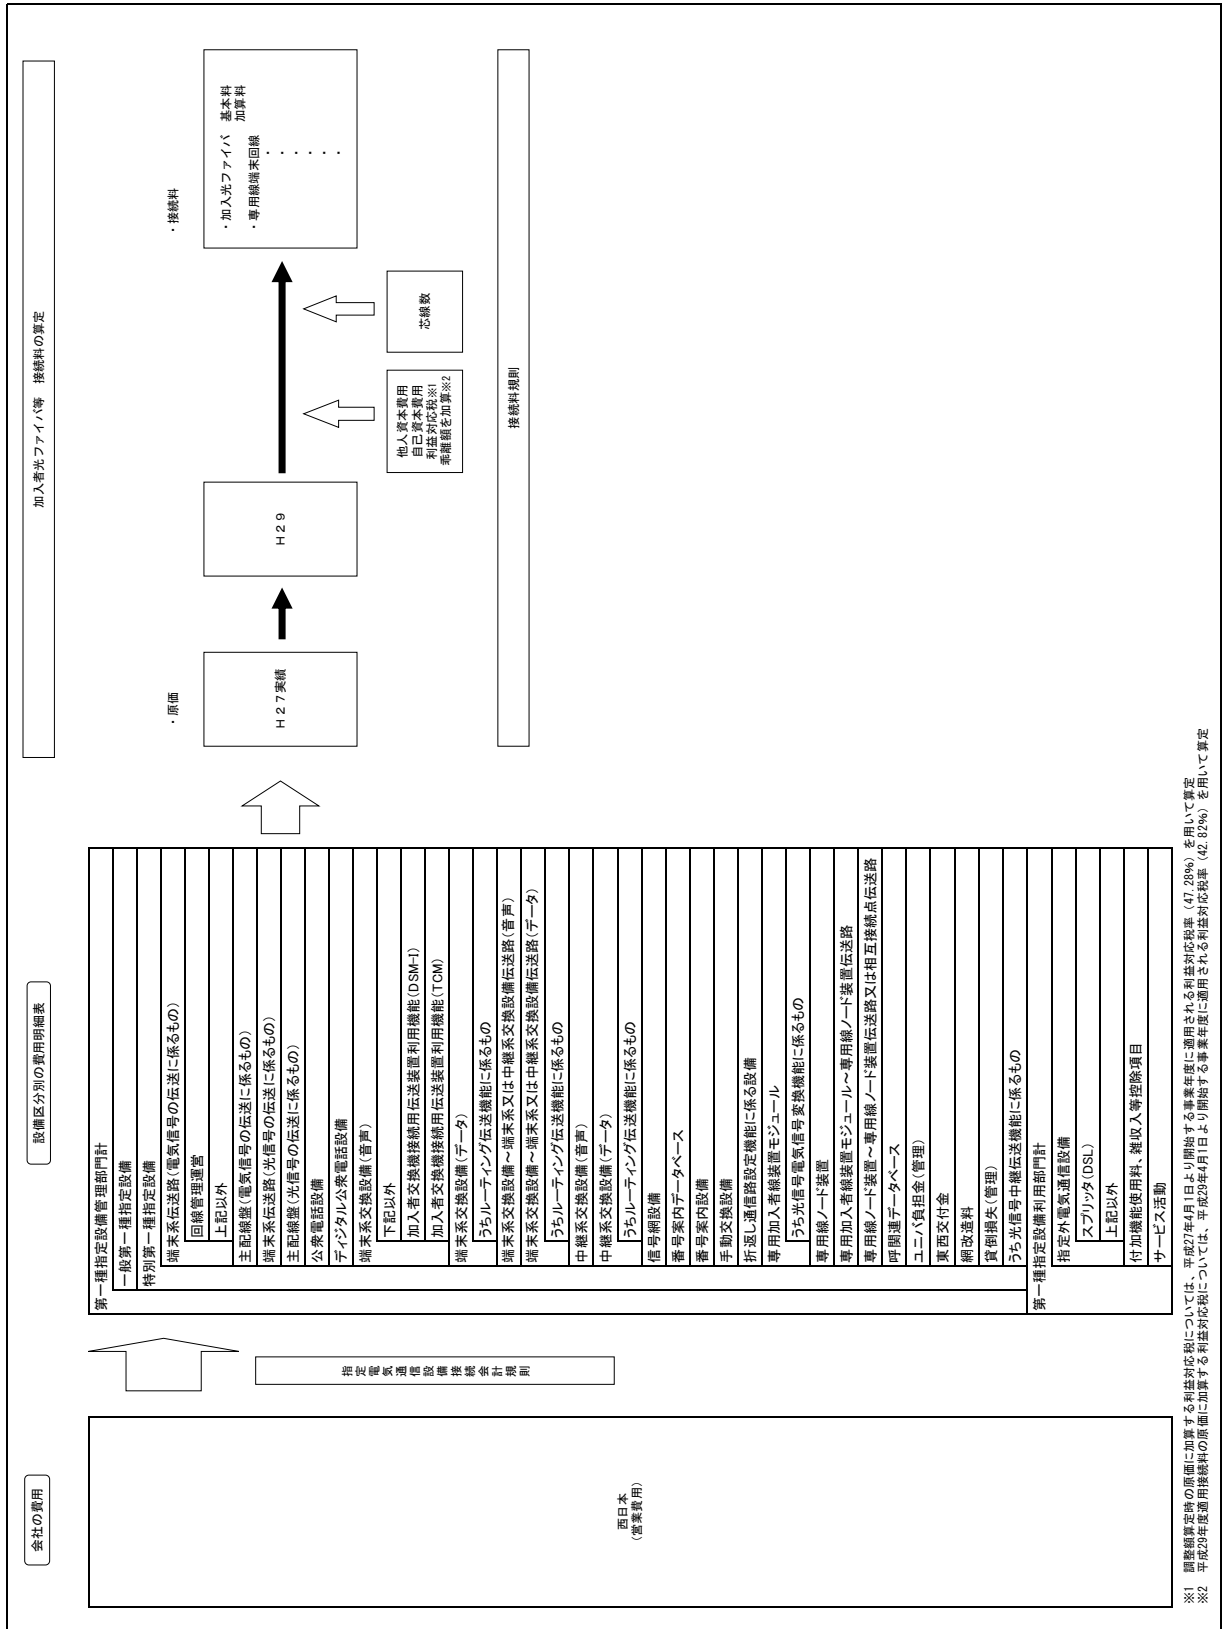 会社の費用
西日本
(営業費用)
指定電気通信設備接続会計規則
設備区分別の費用明細表
第一種指定設備管理部門計
一般第一種指定設備
特別第一種指定設備
端末系伝送路(電気信号の伝送に係るもの)
回線管理運営
上記以外
主配線盤(電気信号の伝送に係るもの)
端末系伝送路(光信号の伝送に係るもの)
主配線盤(光信号の伝送に係るもの)
公衆電話設備
ディジタル公衆電話設備
端末系交換設備(音声)
下記以外
加入者交換機接続用伝送装置利用機能(DSM-I)
加入者交換機接続用伝送装置利用機能(TCM)
端末系交換設備(データ)
うちルーティング伝送機能に係るもの
端末系交換設備~端末系又は中継系交換設備伝送路(音声)
端末系交換設備~端末系又は中継系交換設備伝送路(データ)
うちルーティング伝送機能に係るもの
中継系交換設備(音声)
中継系交換設備(データ)
うちルーティング伝送機能に係るもの
信号網設備
番号案内データベース
番号案内設備
手動交換設備
折返し通信路設定機能に係る設備
専用加入者線装置モジュール
うち光信号電気信号変換機能に係るもの
専用線ノード装置
専用加入者線装置モジュール~専用線ノード装置伝送路
専用線ノード装置~専用線ノード装置伝送路又は相互接続点伝送路
呼関連データベース
ユニバ負担金(管理)
東西交付金
網改造料
貸倒損失(管理)
うち光信号中継伝送機能に係るもの
第一種指定設備利用部門計
指定外電気通信設備
スプリッタ(DSL)
上記以外
付加機能使用料、雑収入等控除項目
サービス活動
加入者光ファイバ等 接続料の算定
・原価
H27実績
H29
他人資本費用
自己資本費用
利益対応税※1
乖離額を加算※2
芯線数
・接続料
・加入光ファイバ 基本料
加算料
・専用線端末回線
・
・
・
・
・
・
接続料規則
※1 調整額算定時の原価に加算する利益対応税については、平成27年4月1日より開始する事業年度に適用される利益対応税率(47.28%)を用いて算定
※2 平成29年度適用接続料の原価に加算する利益対応税については、平成29年4月1日より開始する事業年度に適用される利益対応税率(42.82%)を用いて算定